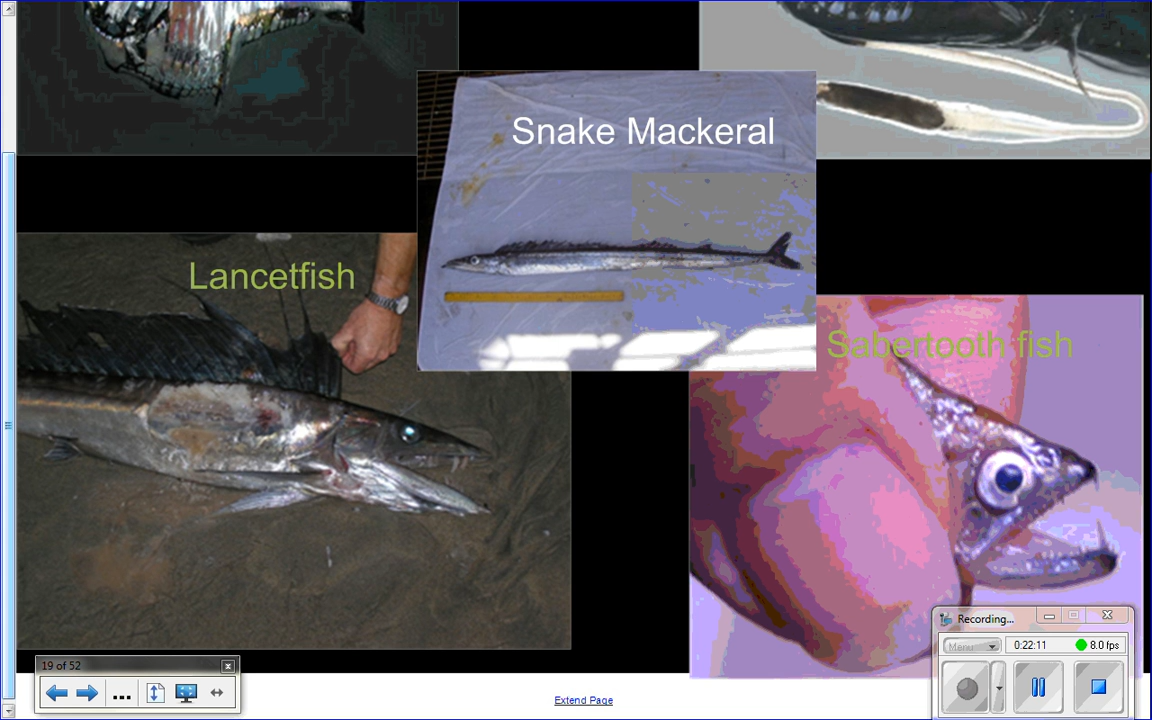 Snake Mackeral
Lancetfish
Sabertooth fish
Recording...
Menu
0:22:11
8.0 fps
19 of 52
...
Extend Page